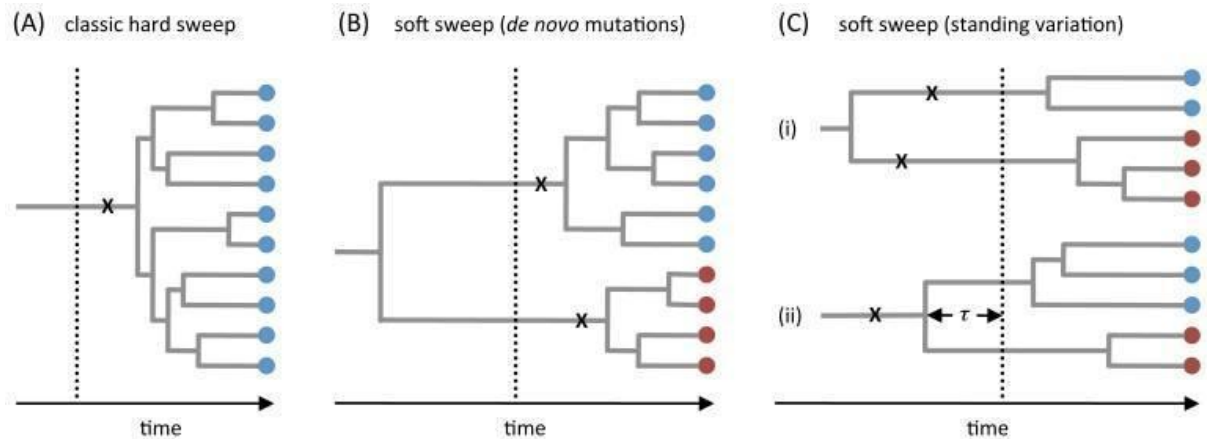 (A) classic hard sweep
X
time
(B) soft sweep (de novo mutations)
X
X
time
(C) soft sweep (standing variation)
(i)
X
X
(ii)
X
τ
time